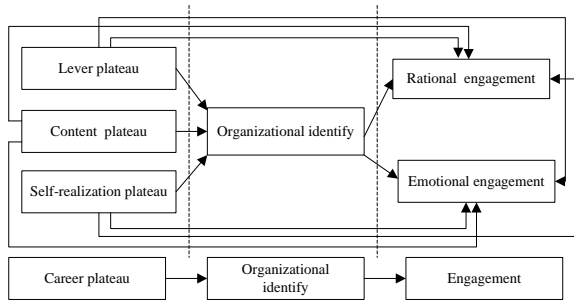 Lever plateau
Rational engagement
Content plateau
Organizational identify
Self-realization plateau
Emotional engagement
Career plateau
Organizational
identify
Engagement